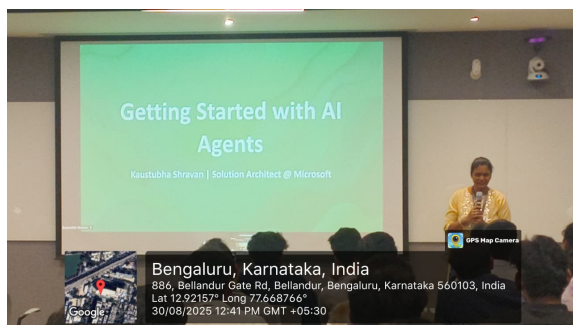 Getting Started with AI
Agents
Kaustubha Shravan | Solution Architect @ Microsoft
GPS Map Camera
Bengaluru, Karnataka, India
886, Bellandur Gate Rd, Bellandur, Bengaluru, Karnataka 560103, India
Lat 12.92157° Long 77.668766°
30/08/2025 12:41 PM GMT +05:30
Google